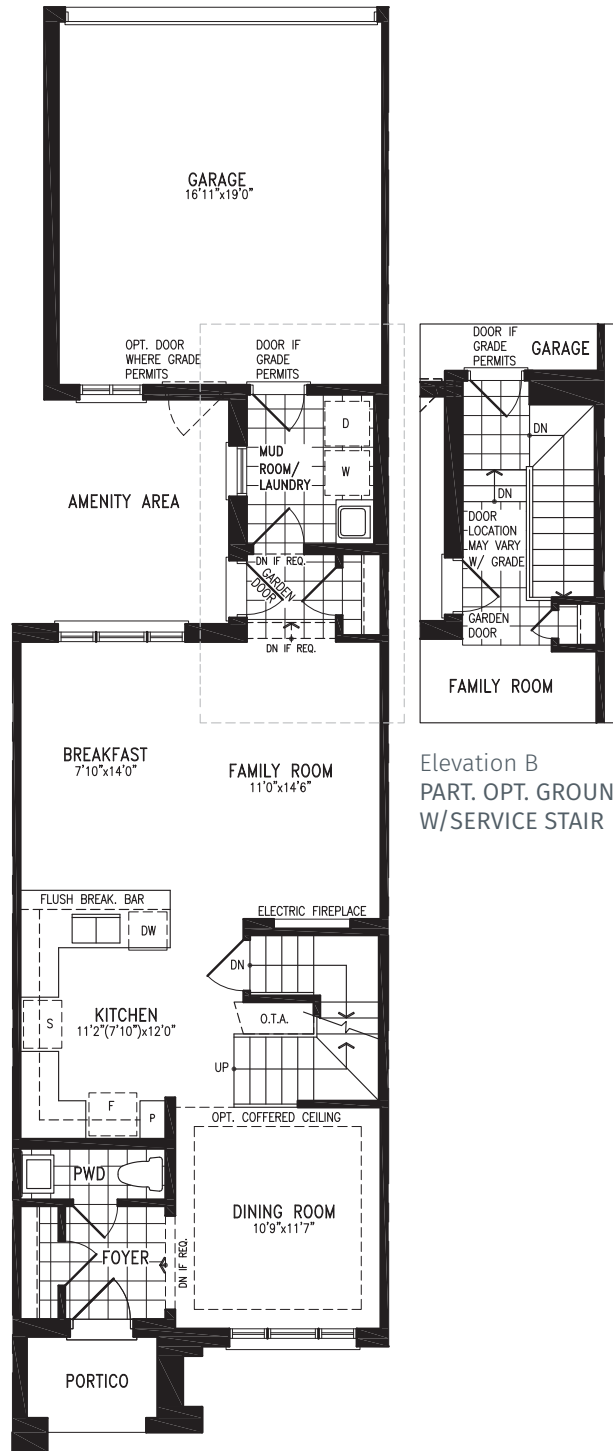 GARAGE
16'11"x19'0"
OPT. DOOR
WHERE GRADE
PERMITS
DOOR IF
GRADE
PERMITS
MUD
ROOM/
LAUNDRY
D
W
AMENITY AREA
DN IF REQ.
GARDEN
DOOR
DN IF REQ.
DOOR IF
GRADE
PERMITS
GARAGE
DN
DN
DOOR
LOCATION
MAY VARY
W/ GRADE
GARDEN
DOOR
FAMILY ROOM
Elevation B
PART. OPT. GROUN
W/SERVICE STAIR
BREAKFAST
7'10"x14'0"
FAMILY ROOM
11'0"x14'6"
FLUSH BREAK. BAR
DW
ELECTRIC FIREPLACE
DN
S
KITCHEN
11'2"(7'10")x12'0"
O.T.A.
UP
F
P
OPT. COFFERED CEILING
PWD
DINING ROOM
10'9"x11'7"
FOYER
DN IF REQ.
PORTICO